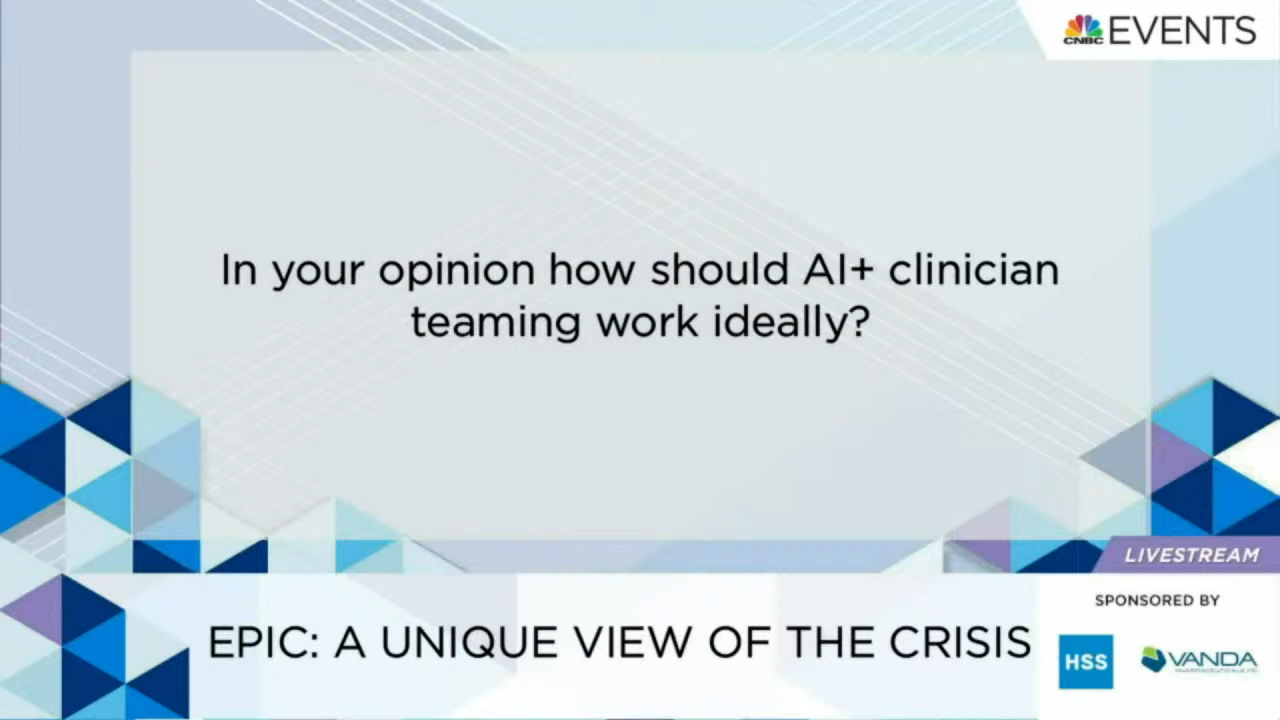 CNBC EVENTS
In your opinion how should AI+ clinician
teaming work ideally?
LIVESTREAM
EPIC: A UNIQUE VIEW OF THE CRISIS
SPONSORED BY
HSS
VANDA